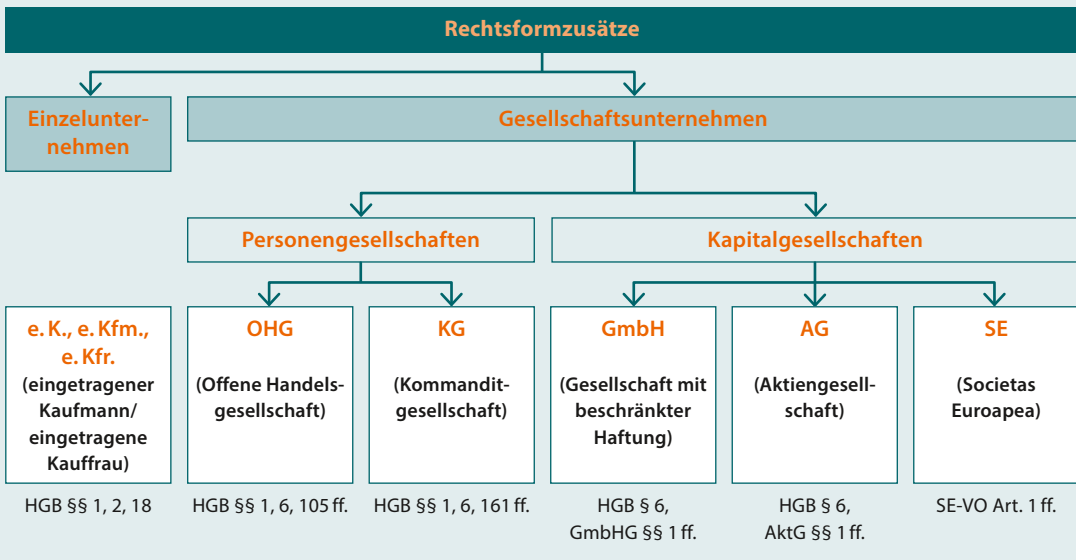 Rechtsformzusätze
Einzelunter-
nehmen
Gesellschaftsunternehmen
Personengesellschaften
Kapitalgesellschaften
e. K., e. Kfm.,
e. Kfr.
(eingetragener
Kaufmann/
eingetragene
Kauffrau)
HGB §§ 1, 2, 18
OHG
(Offene Handels-
gesellschaft)
HGB §§ 1, 6, 105 ff.
KG
(Kommandit-
gesellschaft)
HGB §§ 1, 6, 161 ff.
GmbH
(Gesellschaft mit
beschränkter
Haftung)
HGB § 6,
GmbHG §§ 1 ff.
AG
(Aktiengesell-
schaft)
HGB § 6,
AktG §§ 1 ff.
SE
(Societas
Euroapea)
SE-VO Art. 1 ff.